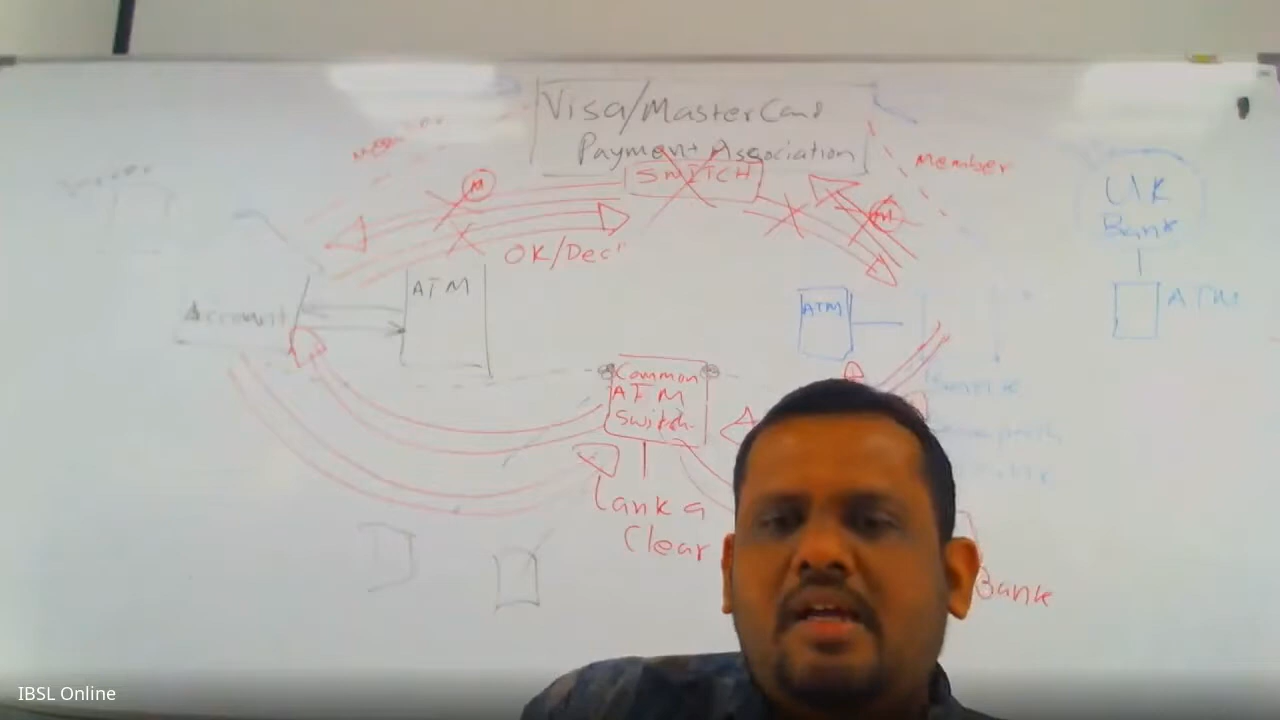 Visa/MasterCard
Payment Association
SWITCH
Member
OK/Dec"
M
M
UK
Bank
ATM
ATM
ATM
Account
Common
ATM
Switch
Lanka
Clear
Bank
IBSL Online